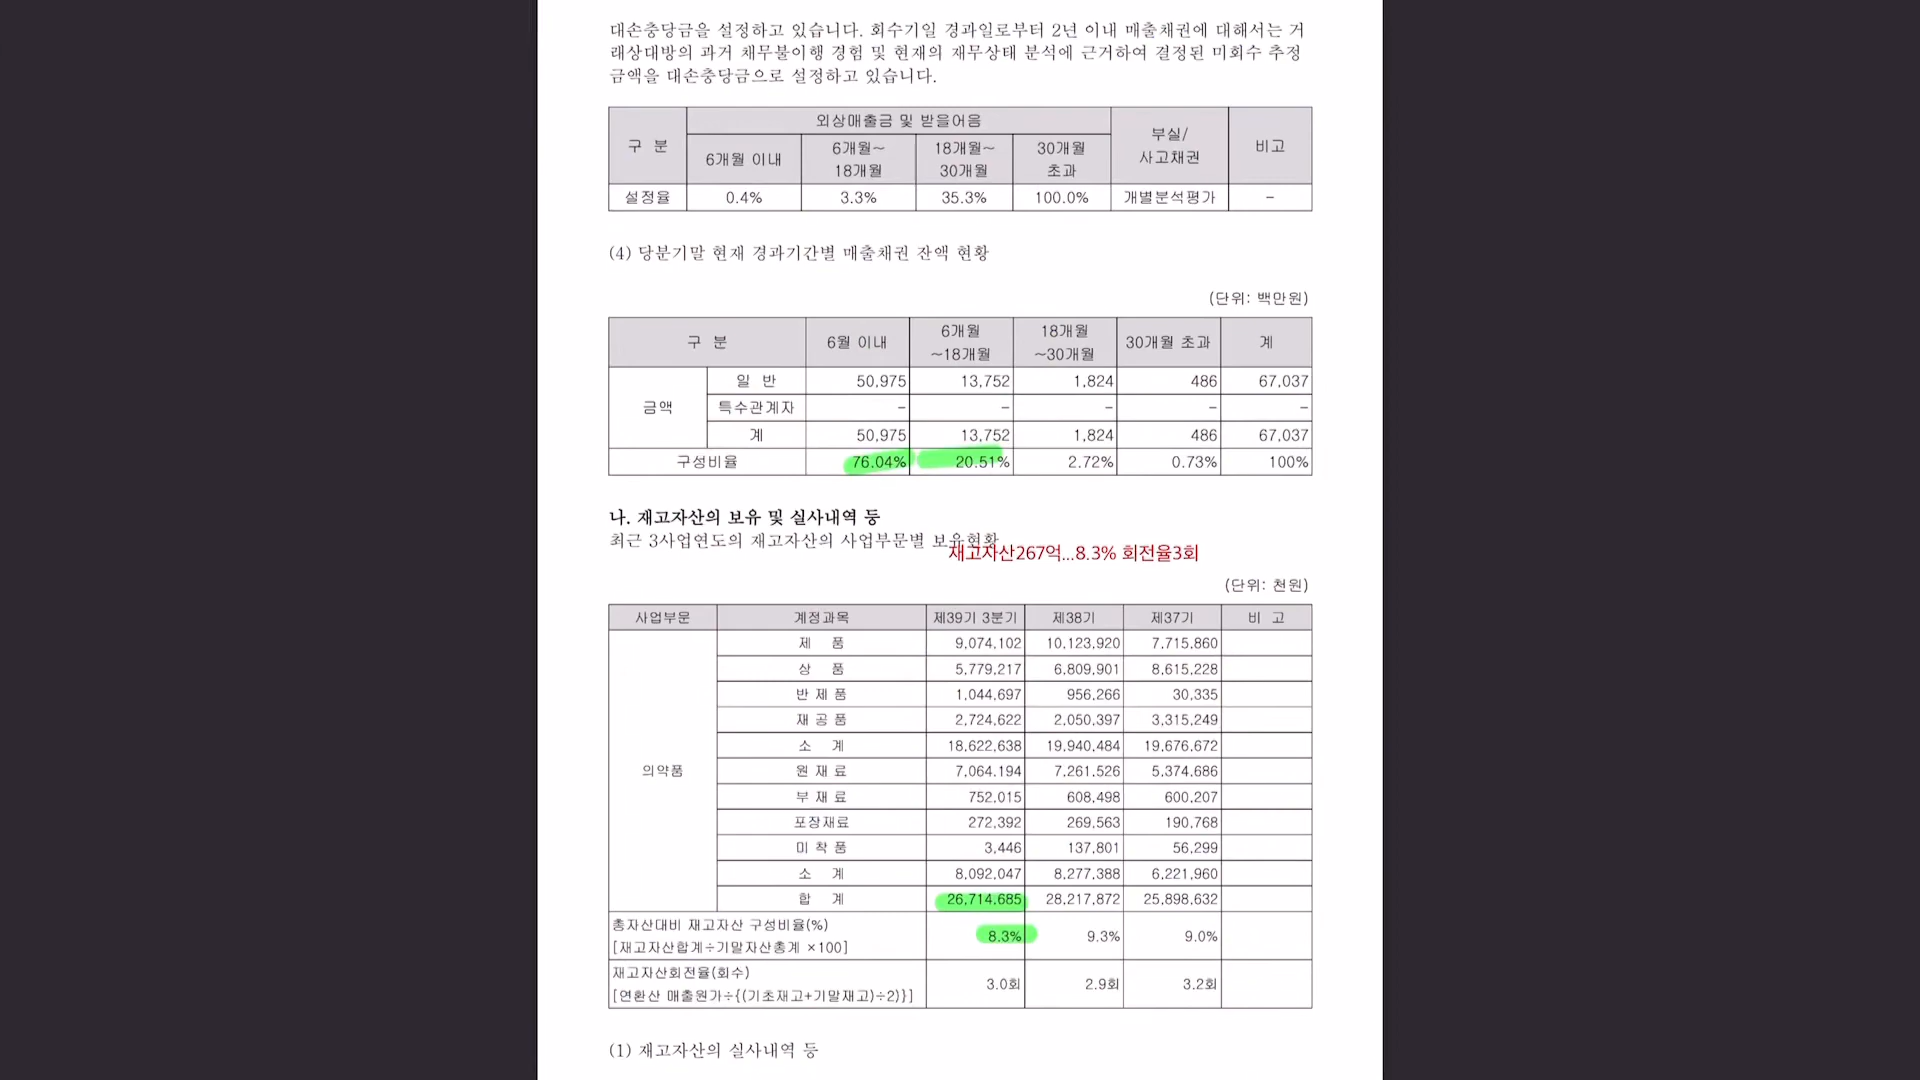 대손충당금을 설정하고 있습니다. 회수기일 경과일로부터 2년 이내 매출채권에 대해서는 거
래상대방의 과거 채무불이행 경험 및 현재의 재무상태 분석에 근거하여 결정된 미회수 추정
금액을 대손충당금으로 설정하고 있습니다.
구 분 외상매출금 및 받을어음 부실/사고채권 비고
6개월 이내 6개월~18개월 18개월~30개월 30개월 초과
설정율 0.4% 3.3% 35.3% 100.0% 개별분석평가 -
(4) 당분기말 현재 경과기간별 매출채권 잔액 현황
(단위: 백만원)
구 분 6월 이내 6개월~18개월 18개월~30개월 30개월 초과 계
금액 일 반 50,975 13,752 1,824 486 67,037
특수관계자 - - - - -
계 50,975 13,752 1,824 486 67,037
구성비율 76.04% 20.51% 2.72% 0.73% 100%
나. 재고자산의 보유 및 실사내역 등
최근 3사업연도의 재고자산의 사업부문별 보유현황
재고자산267억...8.3% 회전율3회
(단위: 천원)
사업부문 계정과목 제39기 3분기 제38기 제37기 비 고
의약품 제 품 9,074,102 10,123,920 7,715,860
상 품 5,779,217 6,809,901 8,615,228
반 제 품 1,044,697 956,266 30,335
재 공 품 2,724,622 2,050,397 3,315,249
소 계 18,622,638 19,940,484 19,676,672
원 재 료 7,064,194 7,261,526 5,374,686
부 재 료 752,015 608,498 600,207
포장재료 272,392 269,563 190,768
미 착 품 3,446 137,801 56,299
소 계 8,092,047 8,277,388 6,221,960
합 계 26,714,685 28,217,872 25,898,632
총자산대비 재고자산 구성비율(%)
[재고자산합계÷기말자산총계 ×100] 8.3% 9.3% 9.0%
재고자산회전율(회수)
[연환산 매출원가÷{(기초재고+기말재고)÷2)}] 3.0회 2.9회 3.2회
(1) 재고자산의 실사내역 등